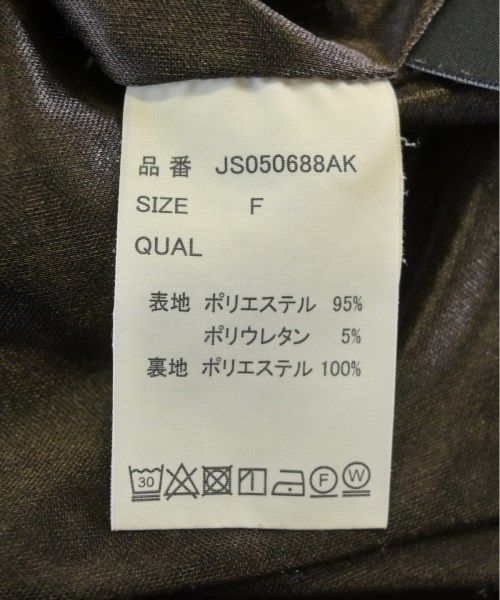 品番 JS050688AK
SIZE F
QUAL
表地 ポリエステル 95%
ポリウレタン 5%
裏地 ポリエステル 100%
30 F W